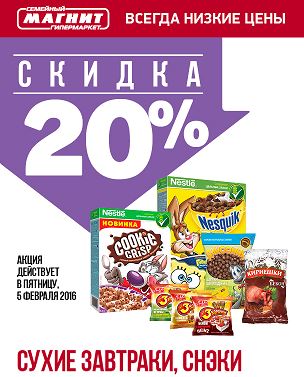 СЕМЕЙНЫЙ
МАГНИТ
ГИПЕРМАРКЕТ
ВСЕГДА НИЗКИЕ ЦЕНЫ
СКИДКА
20%
Nestle
Nesquik
Nestle
НОВИНКА
COOKIE
CRISP
КИРИЕШКИ
АКЦИЯ
ДЕЙСТВУЕТ
В ПЯТНИЦУ,
5 ФЕВРАЛЯ 2016
СУХИЕ ЗАВТРАКИ, СНЭКИ